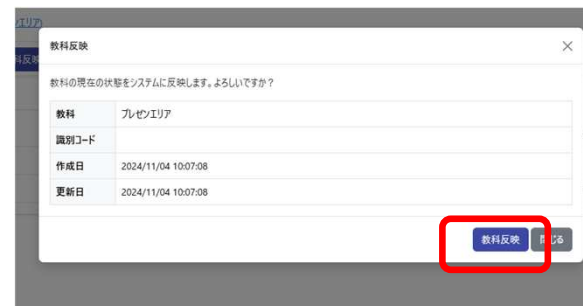 ンエリア)
科反映
教科反映
教科の現在の状態をシステムに反映します。よろしいですか？
教科 プレゼンエリア
識別コード
作成日 2024/11/04 10:07:08
更新日 2024/11/04 10:07:08
教科反映 閉じる